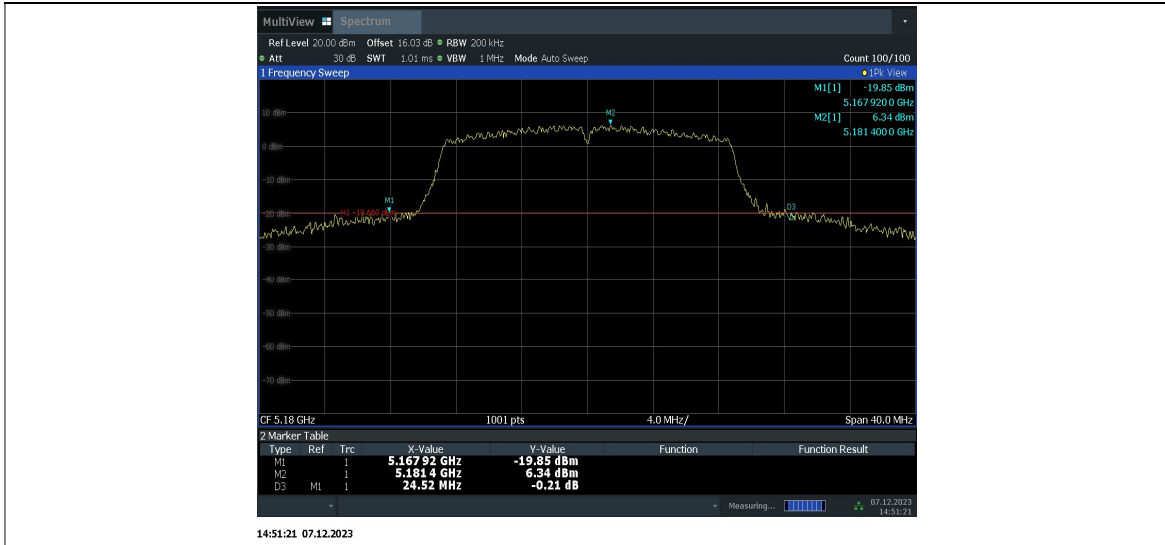 MultiView Spectrum
Ref Level 20.00 dBm Offset 16.03 dB RBW 200 kHz
Att 30 dB SWT 1.01 ms VBW 1 MHz Mode Auto Sweep Count 100/100
1 Frequency Sweep 1Pk View
M1[1] -19.85 dBm
5.167 920 0 GHz
M2[1] 6.34 dBm
5.181 400 0 GHz
10 dBm
M2
0 dBm
-10 dBm
M1
D3
-20 dBm
H1 -19.660 dBm
-30 dBm
-40 dBm
-50 dBm
-60 dBm
-70 dBm
CF 5.18 GHz 1001 pts 4.0 MHz/ Span 40.0 MHz
2 Marker Table
Type Ref Trc X-Value Y-Value Function Function Result
M1 1 5.167 92 GHz -19.85 dBm
M2 1 5.181 4 GHz 6.34 dBm
D3 M1 1 24.52 MHz -0.21 dB
Measuring... 07.12.2023
14:51:21
14:51:21 07.12.2023